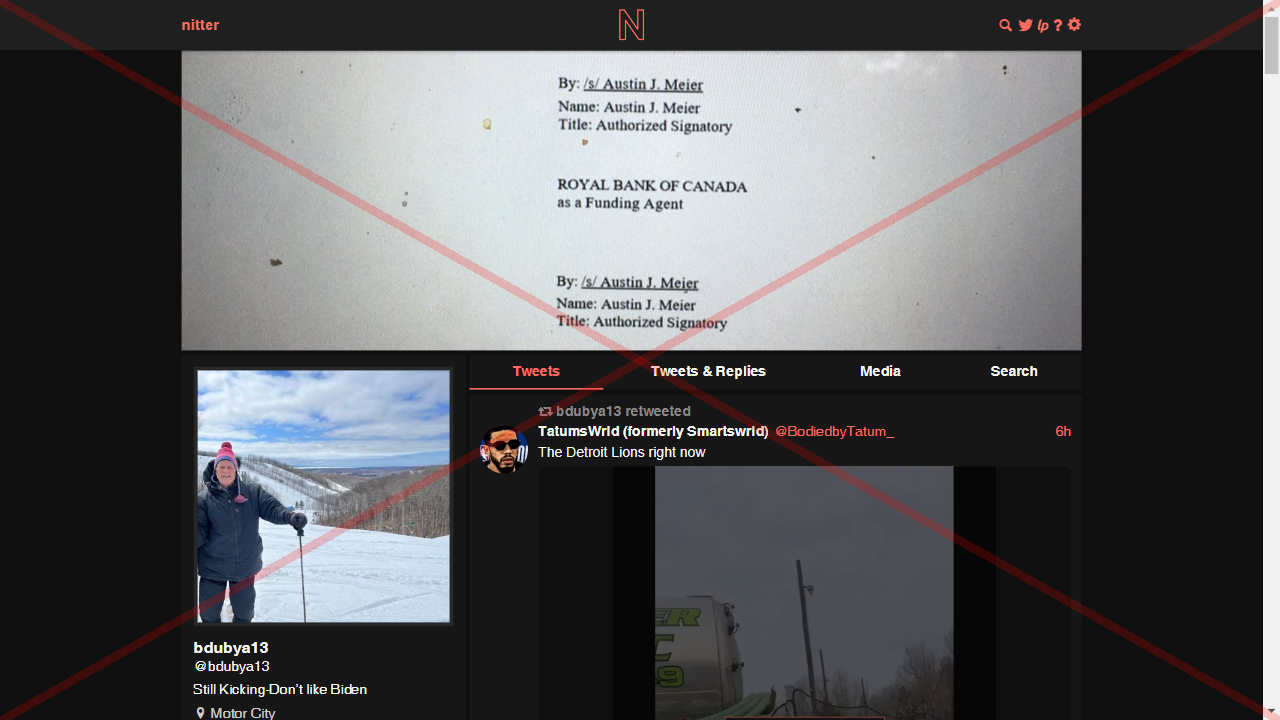 nitter
N
lp ?
By: /s/ Austin J. Meier
Name: Austin J. Meier
Title: Authorized Signatory
ROYAL BANK OF CANADA
as a Funding Agent
By: /s/ Austin J. Meier
Name: Austin J. Meier
Title: Authorized Signatory
Tweets Tweets & Replies Media Search
bdubya13 retweeted
TatumsWrld (formerly Smartswrld) @BodiedbyTatum_ 6h
The Detroit Lions right now
bdubya13
@bdubya13
Still Kicking-Don't like Biden
Motor City